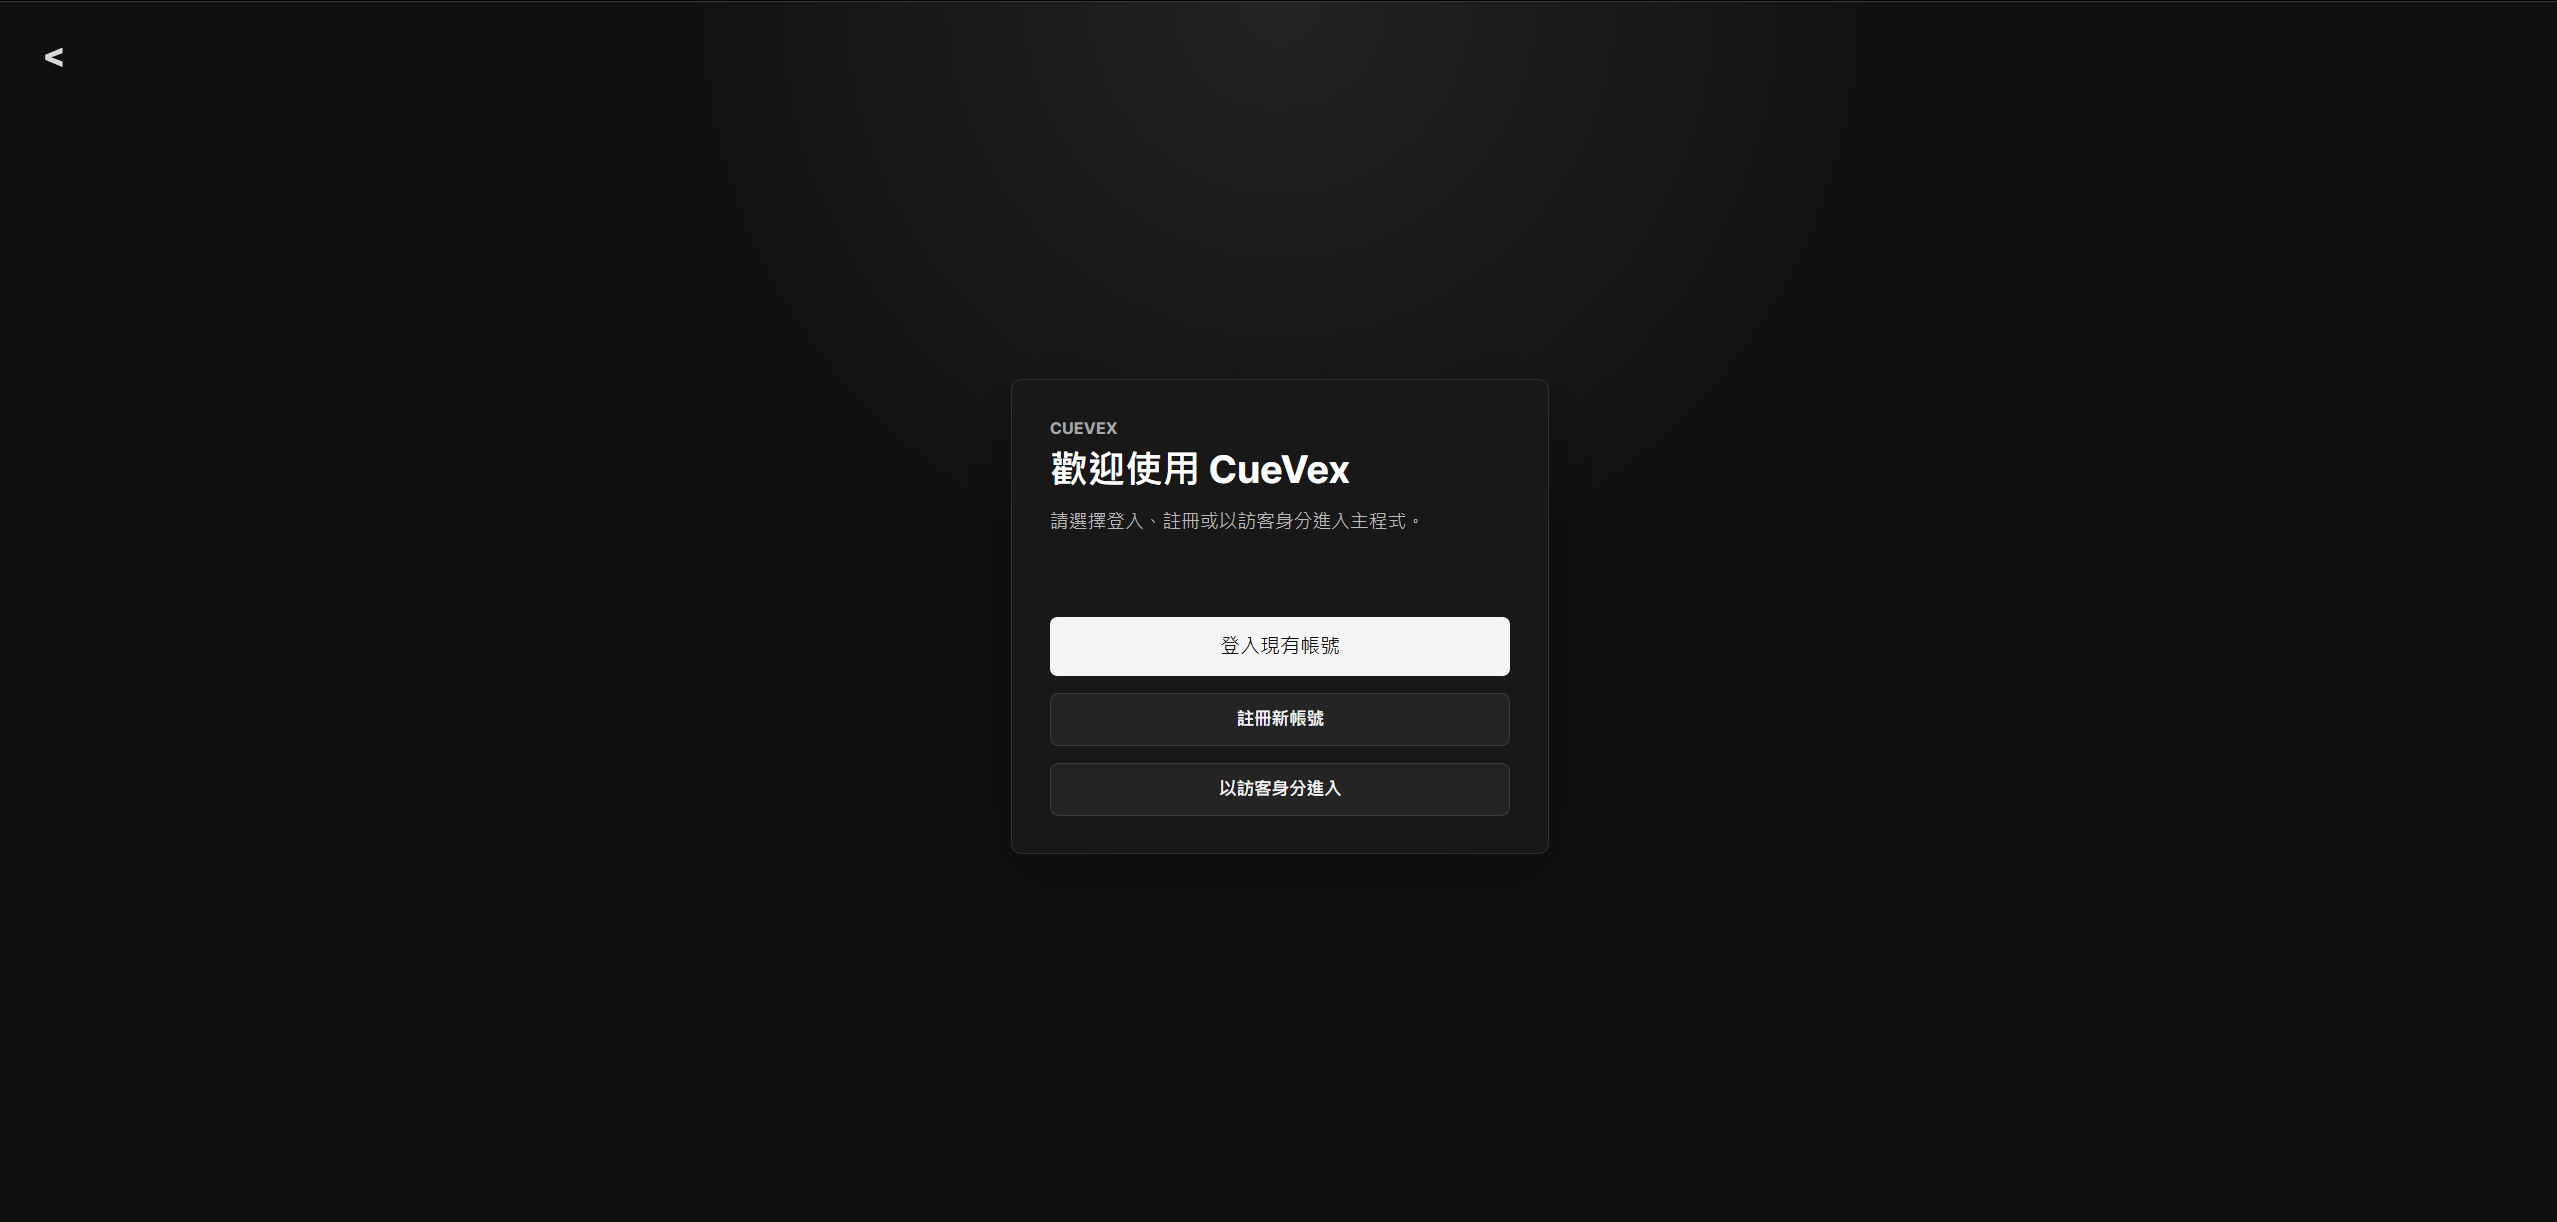 <
CUEVEX
歡迎使用 CueVex
請選擇登入、註冊或以訪客身分進入主程式。
登入現有帳號
註冊新帳號
以訪客身分進入